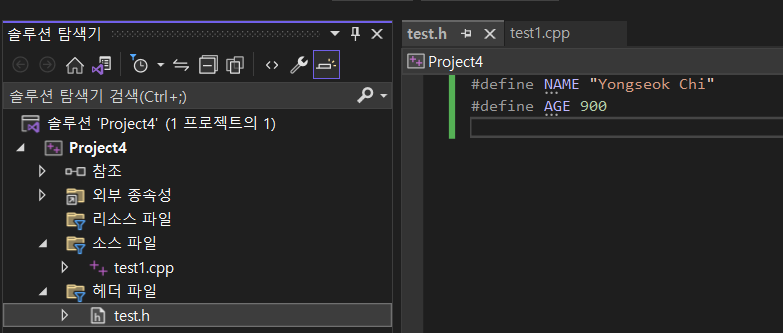 솔루션 탐색기
솔루션 탐색기 검색(Ctrl+;)
솔루션 'Project4' (1 프로젝트의 1)
Project4
참조
외부 종속성
리소스 파일
소스 파일
test1.cpp
헤더 파일
test.h
test.h test1.cpp
Project4
#define NAME "Yongseok Chi"
#define AGE 900